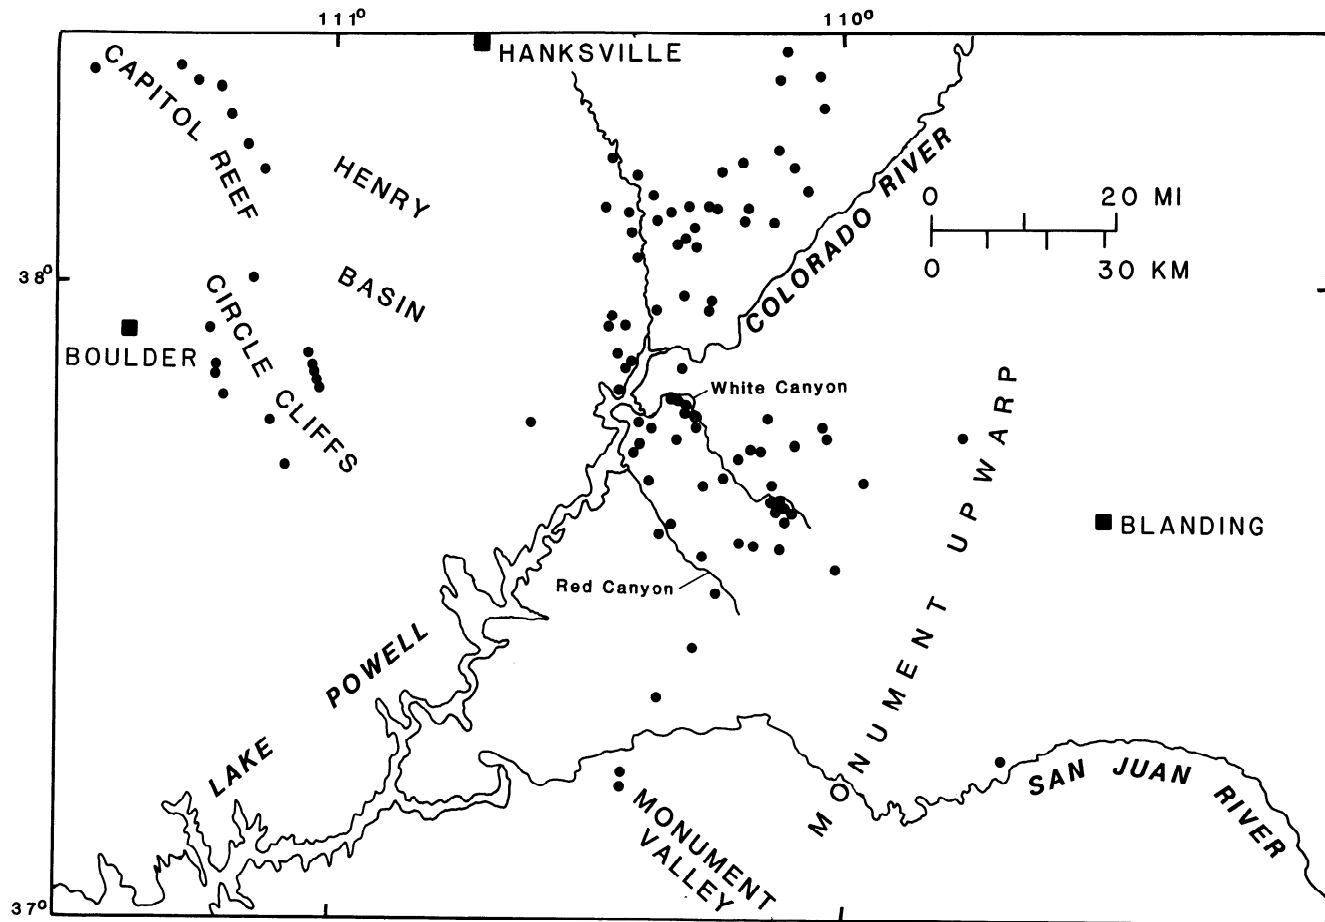 111°
110°
HANKSVILLE
CAPITOL REEF
HENRY
BASIN
COLORADO RIVER
0 20 MI
0 30 KM
38°
CIRCLE CLIFFS
BOULDER
White Canyon
MONUMENT UPWARP
BLANDING
Red Canyon
LAKE POWELL
MONUMENT
VALLEY
SAN JUAN RIVER
37°